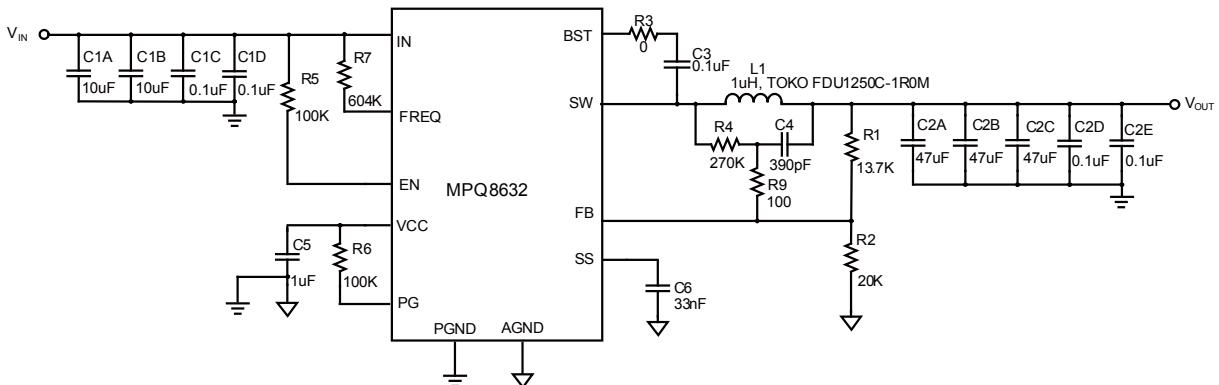 V IN
C1A
10uF
C1B
10uF
C1C
0.1uF
C1D
0.1uF
R5
100K
R7
604K
IN
FREQ
EN
MPQ8632
VCC
C5
1uF
R6
100K
PG
PGND
AGND
BST
R3
0
C3
0.1uF
SW
L1
1uH, TOKO FDU1250C-1R0M
R4
270K
C4
390pF
R9
100
R1
13.7K
FB
R2
20K
SS
C6
33nF
C2A
47uF
C2B
47uF
C2C
47uF
C2D
0.1uF
C2E
0.1uF
V OUT